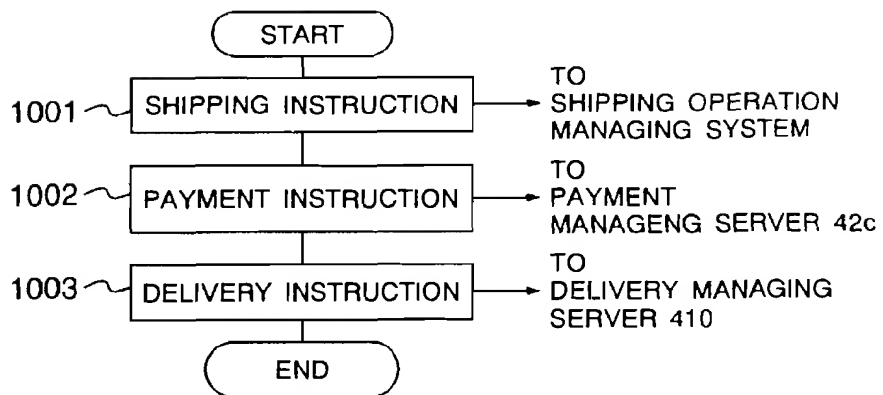 START
1001
SHIPPING INSTRUCTION
TO
SHIPPING OPERATION
MANAGING SYSTEM
1002
PAYMENT INSTRUCTION
TO
PAYMENT
MANAGENG SERVER 42c
1003
DELIVERY INSTRUCTION
TO
DELIVERY MANAGING
SERVER 410
END